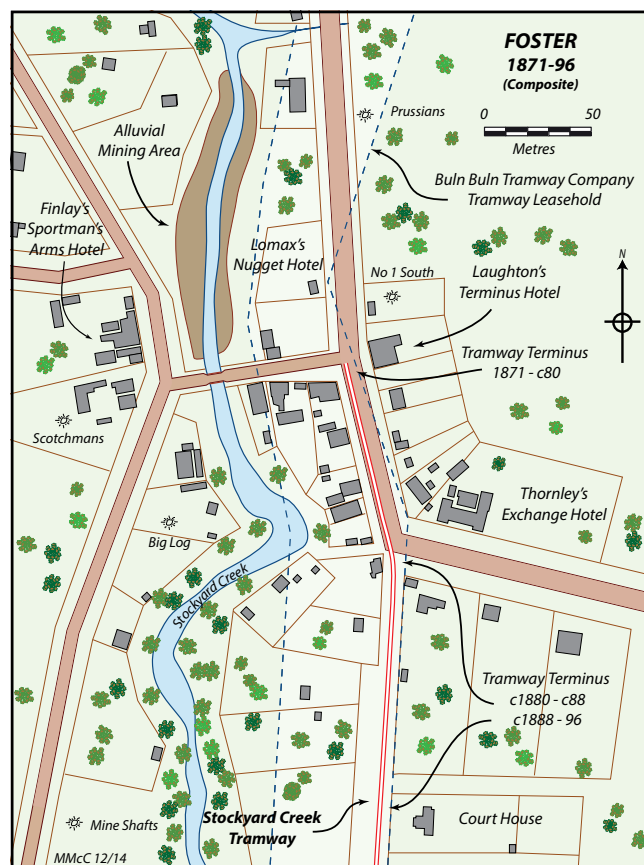 FOSTER
1871-96
(Composite)
0 50
Metres
Prussians
Alluvial
Mining Area
Buln Buln Tramway Company
Tramway Leasehold
Finlay's
Sportman's
Arms Hotel
Lomax's
Nugget Hotel
N
No 1 South
Laughton's
Terminus Hotel
Tramway Terminus
1871 - c80
Scotchmans
Thornley's
Exchange Hotel
Big Log
Stockyard Creek
Tramway Terminus
c1880 - c88
c1888 - 96
Stockyard Creek
Tramway
Court House
Mine Shafts
MMcC 12/14